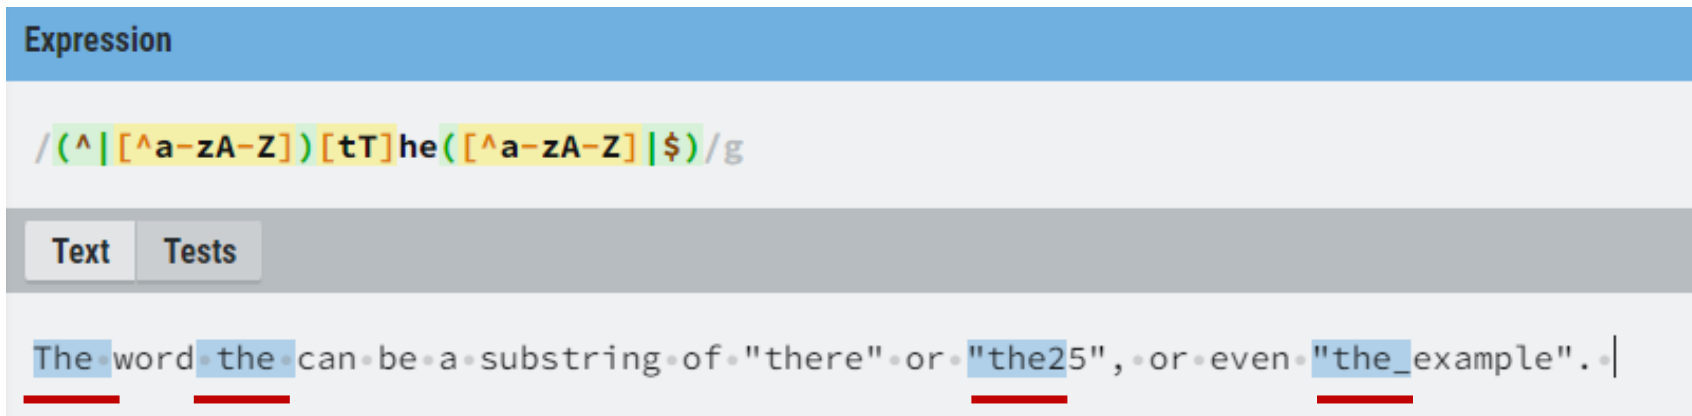 Expression
/(^|[^a-zA-Z])[tT]he([^a-zA-Z]|$)/g
Text Tests
The word the can be a substring of "there" or "the25", or even "the_example".